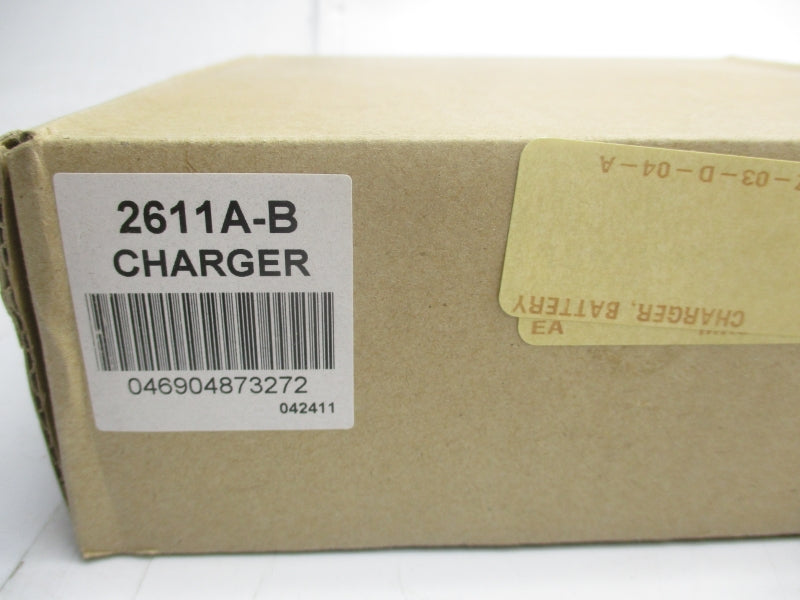 2611A-B
CHARGER
046904873272
042411
-03-D-04-A
CHARGER, BATTERY
EA